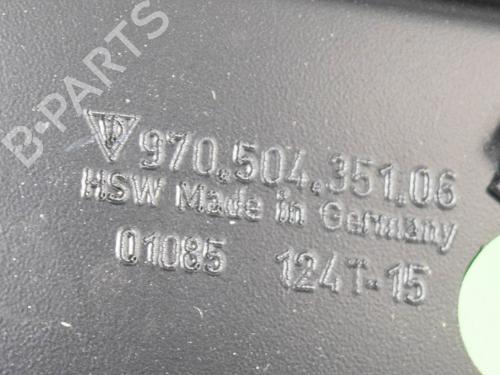 B-PARTS
970.504.351.06
HSW Made in Germany
01085 124T-15